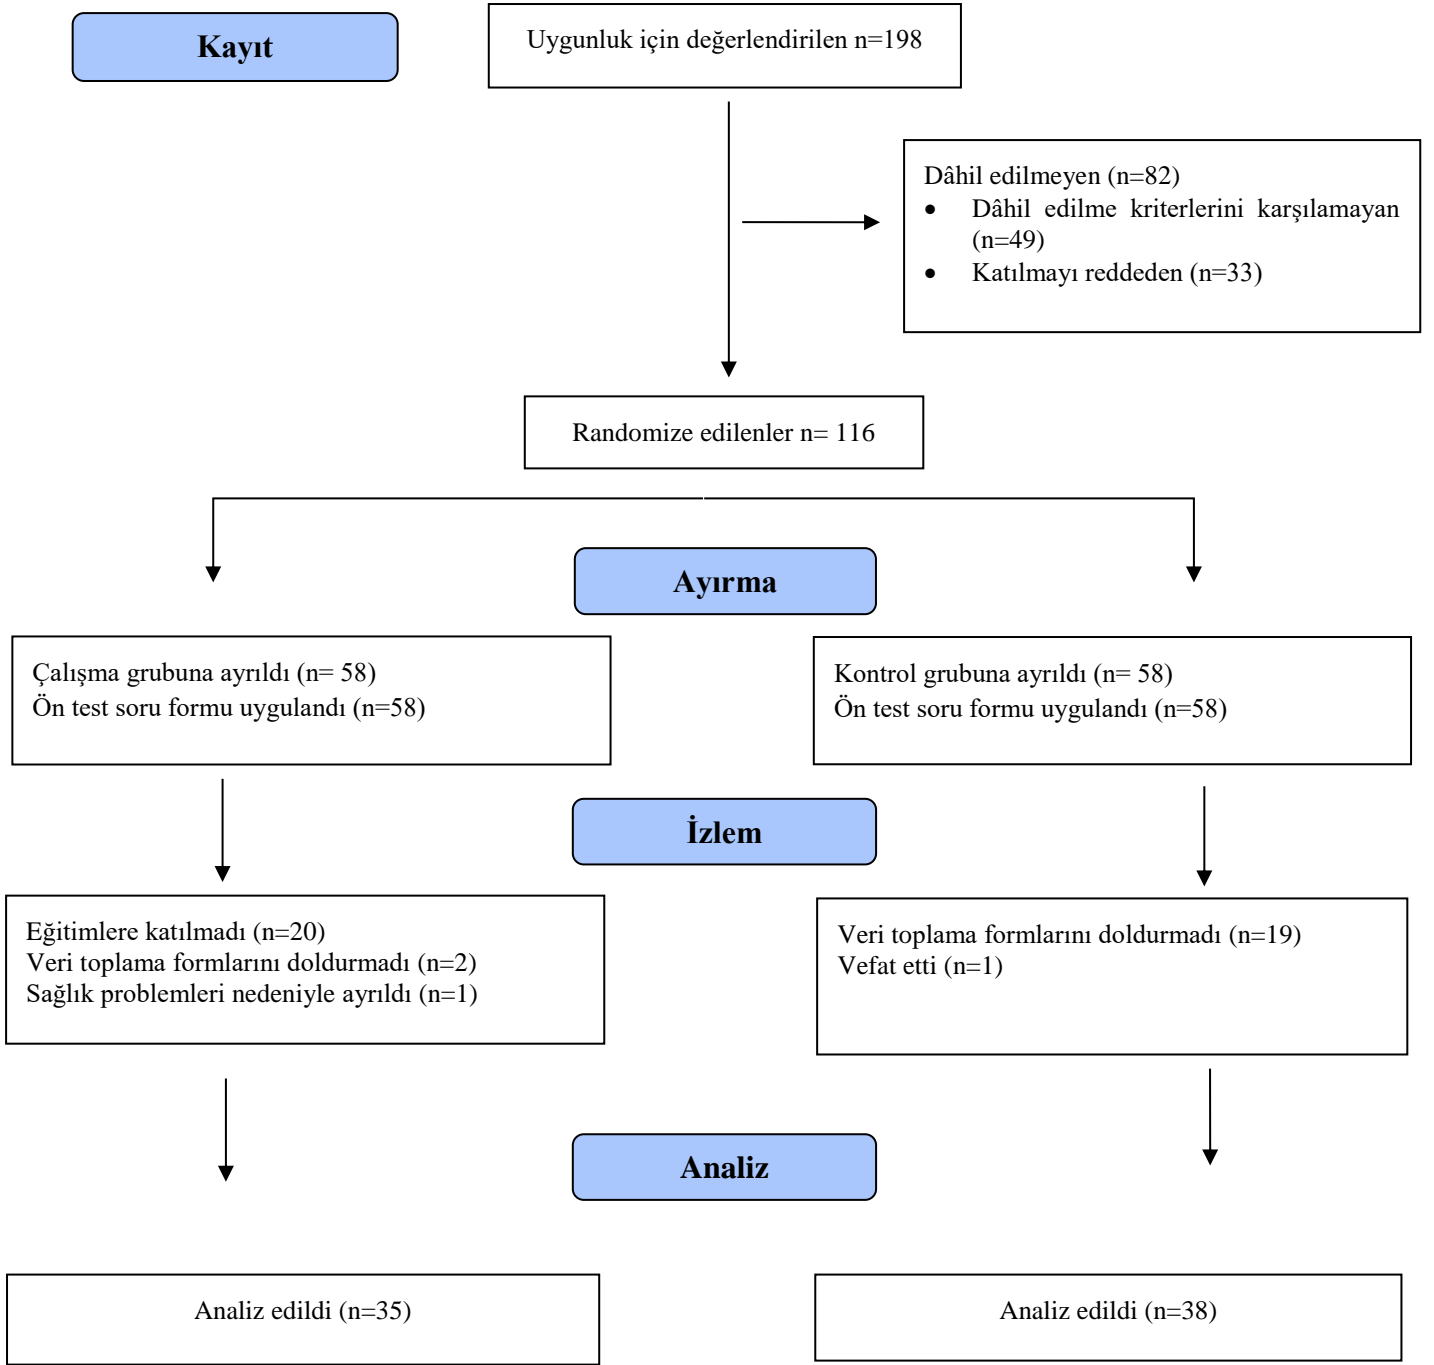 Kayıt
Uygunluk için değerlendirilen n=198
Dâhil edilmeyen (n=82)
• Dâhil edilme kriterlerini karşılamayan
(n=49)
• Katılmayı reddeden (n=33)
Randomize edilenler n= 116
Ayırma
Çalışma grubuna ayrıldı (n= 58)
Ön test soru formu uygulandı (n=58)
Kontrol grubuna ayrıldı (n= 58)
Ön test soru formu uygulandı (n=58)
İzlem
Eğitimlere katılmadı (n=20)
Veri toplama formlarını doldurmadı (n=2)
Sağlık problemleri nedeniyle ayrıldı (n=1)
Veri toplama formlarını doldurmadı (n=19)
Vefat etti (n=1)
Analiz
Analiz edildi (n=35)
Analiz edildi (n=38)